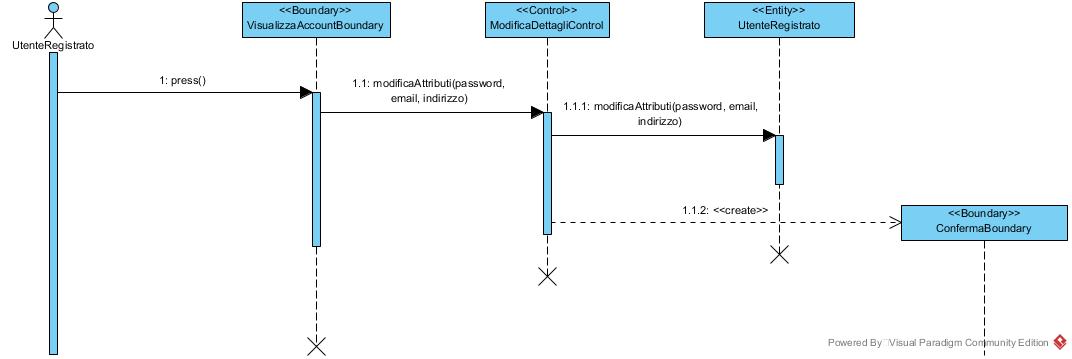 UtenteRegistrato
<<Boundary>>
VisualizzaAccountBoundary
<<Control>>
ModificaDettagliControl
<<Entity>>
UtenteRegistrato
1: press()
1.1: modificaAttributi(password,
email, indirizzo)
1.1.1: modificaAttributi(password, email,
indirizzo)
1.1.2: <<create>>
<<Boundary>>
ConfermaBoundary
Powered By Visual Paradigm Community Edition